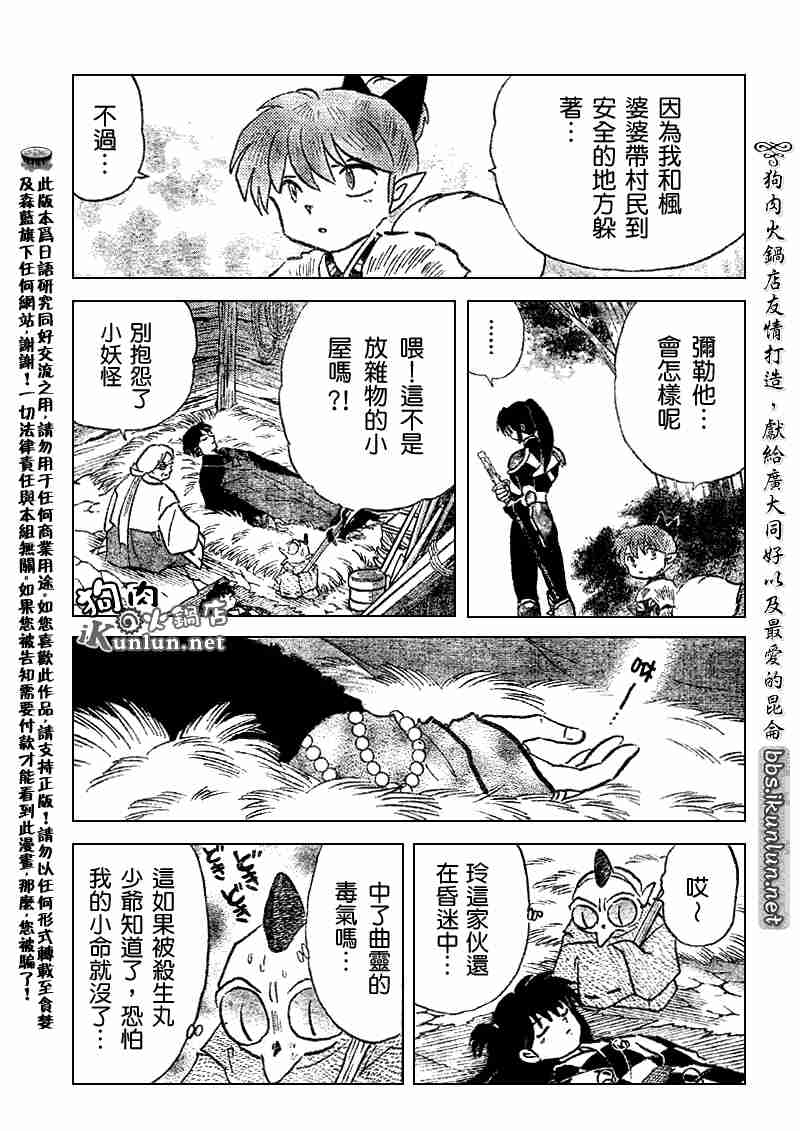 因為我和楓
婆婆帶村民到
安全的地方躲
著…
不過…
彌勒他…
會怎樣呢
……
喂！這不是
放雜物的小
屋嗎?!
別抱怨了
小妖怪
狗肉
火鍋店
iKunlun.net
哎～
玲這家伙還
在昏迷中…
中了曲靈的
毒氣嗎…
這如果被殺生丸
少爺知道了，恐怕
我的小命就沒了…
狗肉火鍋店友情打造，獻給廣大同好以及最愛的昆侖
bbs.ikunlun.net
此版本爲日語研究同好交流之用，請勿用于任何商業用途。如您喜歡此作品，請支持正版！請勿以任何形式轉載至貪婪
及森藍旗下任何網站，謝謝！一切法律責任與本組無關。如果您被告知需要付款才能看到此漫畫，那麼，您被騙了！